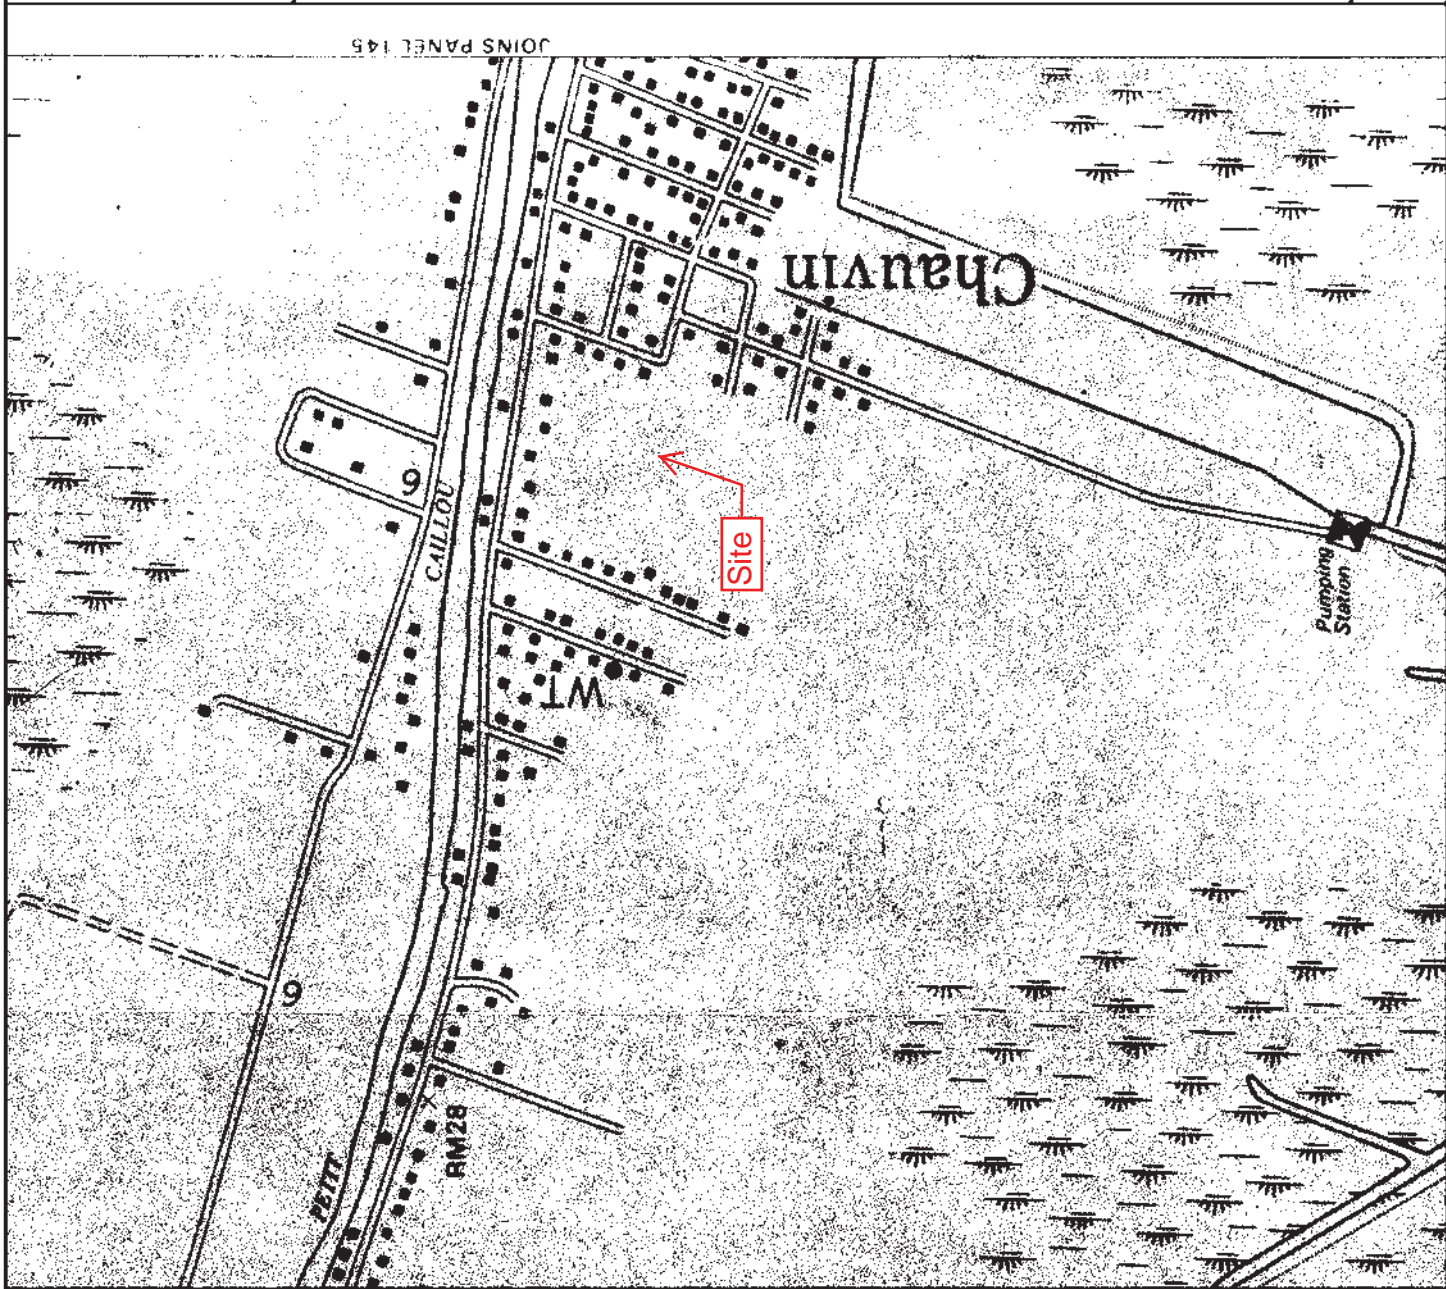 JOINS PANEL 145
Chauvin
9
CAILLOU
Site
Pumping
Station
WT
9
RM28
PETIT